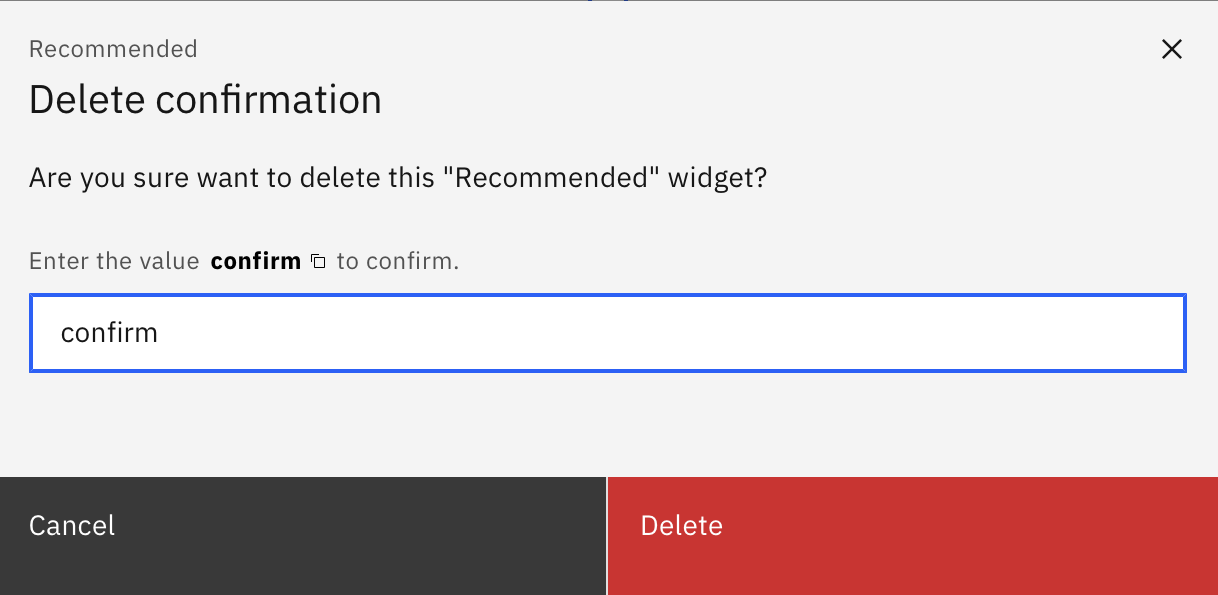 Recommended
Delete confirmation
Are you sure want to delete this "Recommended" widget?
Enter the value confirm to confirm.
confirm
Cancel
Delete